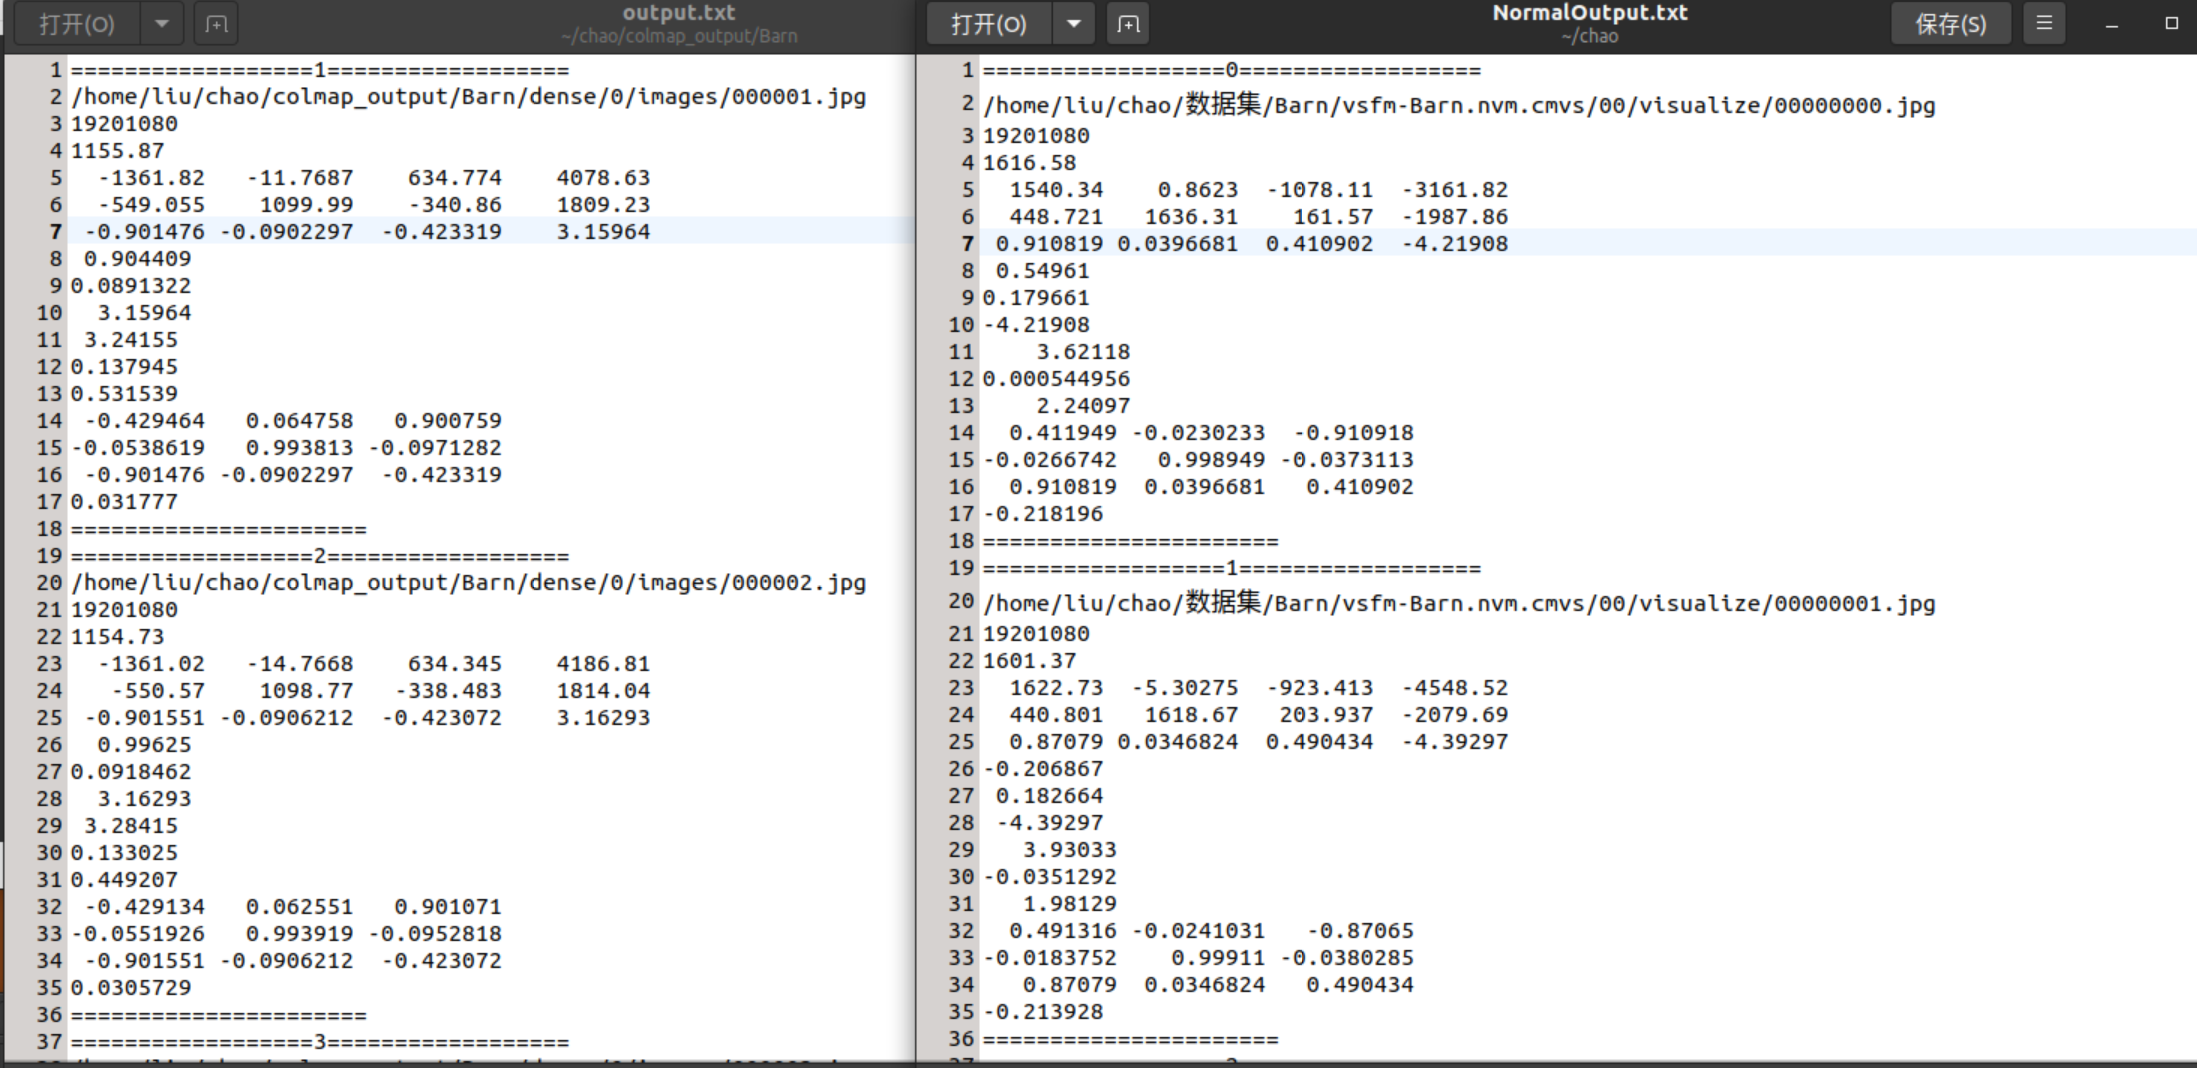 打开(O)
output.txt
~/chao/colmap_output/Barn
1 ==================1==================
2 /home/liu/chao/colmap_output/Barn/dense/0/images/000001.jpg
3 19201080
4 1155.87
5 -1361.82 -11.7687 634.774 4078.63
6 -549.055 1099.99 -340.86 1809.23
7 -0.901476 -0.0902297 -0.423319 3.15964
8 0.904409
9 0.0891322
10 3.15964
11 3.24155
12 0.137945
13 0.531539
14 -0.429464 0.064758 0.900759
15 -0.0538619 0.993813 -0.0971282
16 -0.901476 -0.0902297 -0.423319
17 0.031777
18 ======================
19 ==================2==================
20 /home/liu/chao/colmap_output/Barn/dense/0/images/000002.jpg
21 19201080
22 1154.73
23 -1361.02 -14.7668 634.345 4186.81
24 -550.57 1098.77 -338.483 1814.04
25 -0.901551 -0.0906212 -0.423072 3.16293
26 0.99625
27 0.0918462
28 3.16293
29 3.28415
30 0.133025
31 0.449207
32 -0.429134 0.062551 0.901071
33 -0.0551926 0.993919 -0.0952818
34 -0.901551 -0.0906212 -0.423072
35 0.0305729
36 ======================
37 ==================3==================
打开(O)
NormalOutput.txt
~/chao
保存(S)
1 ==================0==================
2 /home/liu/chao/数据集/Barn/vsfm-Barn.nvm.cmvs/00/visualize/00000000.jpg
3 19201080
4 1616.58
5 1540.34 0.8623 -1078.11 -3161.82
6 448.721 1636.31 161.57 -1987.86
7 0.910819 0.0396681 0.410902 -4.21908
8 0.54961
9 0.179661
10 -4.21908
11 3.62118
12 0.000544956
13 2.24097
14 0.411949 -0.0230233 -0.910918
15 -0.0266742 0.998949 -0.0373113
16 0.910819 0.0396681 0.410902
17 -0.218196
18 ======================
19 ==================1==================
20 /home/liu/chao/数据集/Barn/vsfm-Barn.nvm.cmvs/00/visualize/00000001.jpg
21 19201080
22 1601.37
23 1622.73 -5.30275 -923.413 -4548.52
24 440.801 1618.67 203.937 -2079.69
25 0.87079 0.0346824 0.490434 -4.39297
26 -0.206867
27 0.182664
28 -4.39297
29 3.93033
30 -0.0351292
31 1.98129
32 0.491316 -0.0241031 -0.87065
33 -0.0183752 0.99911 -0.0380285
34 0.87079 0.0346824 0.490434
35 -0.213928
36 ======================